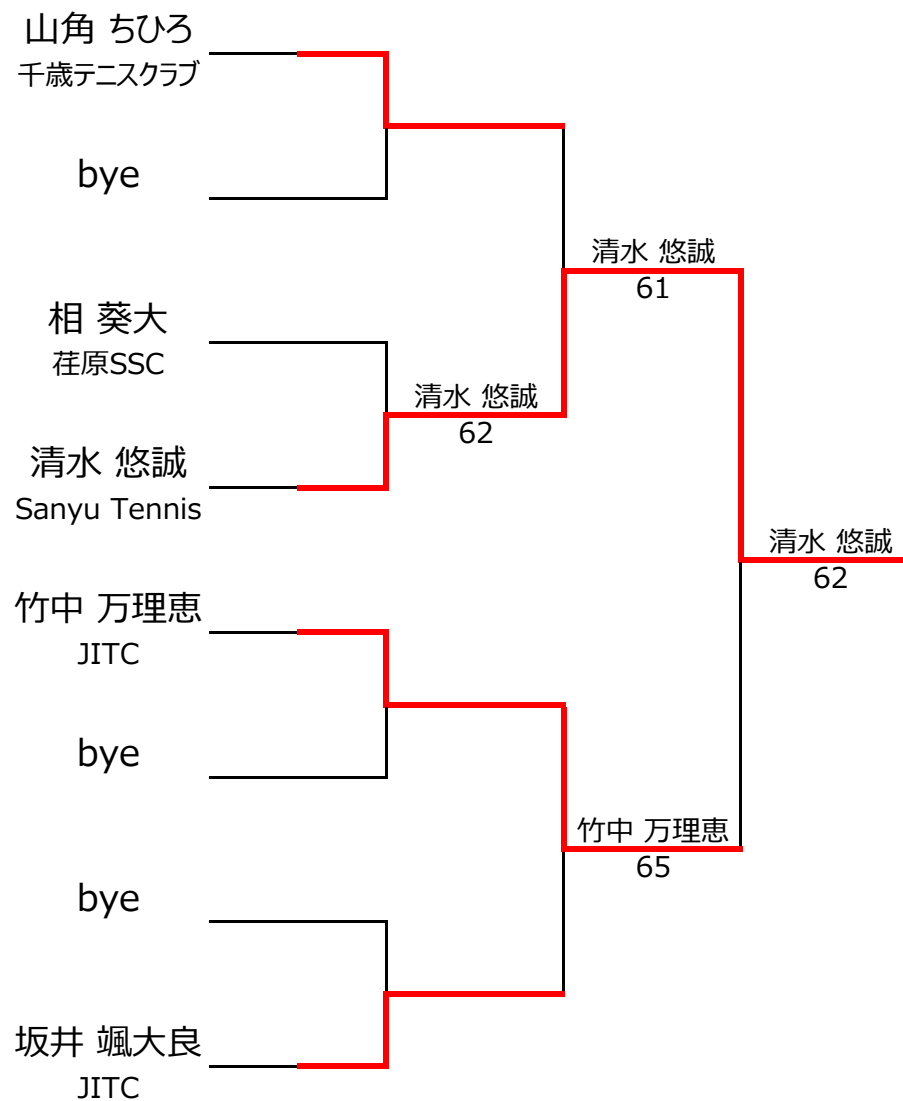 山角 ちひろ
千歳テニスクラブ
bye
清水 悠誠
61
相 葵大
荏原SSC
清水 悠誠
62
清水 悠誠
Sanyu Tennis
清水 悠誠
62
竹中 万理恵
JITC
bye
竹中 万理恵
65
bye
坂井 颯大良
JITC